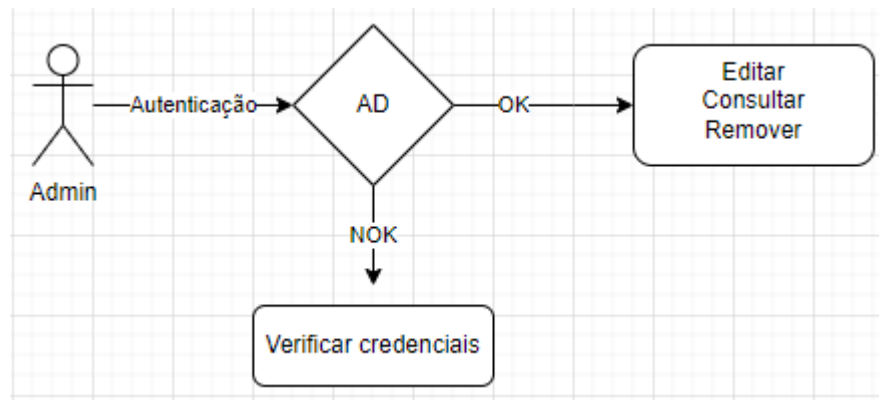 Autenticação
AD
OK
Editar
Consultar
Remover
Admin
NOK
Verificar credenciais